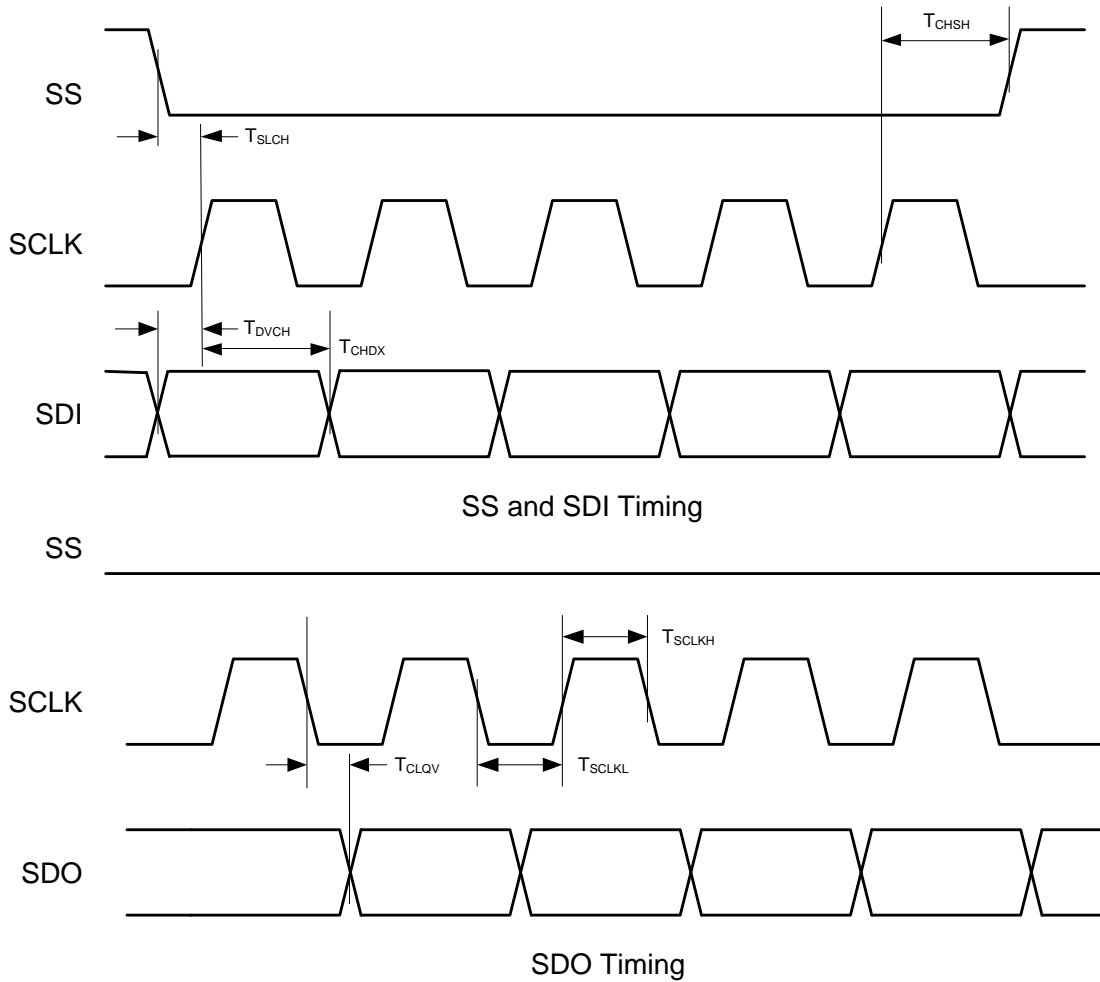 T_CHSH
SS
T_SLCH
SCLK
T_DVCH
T_CHDX
SDI
SS and SDI Timing
SS
T_SCLKH
SCLK
T_CLQV
T_SCLKL
SDO
SDO Timing